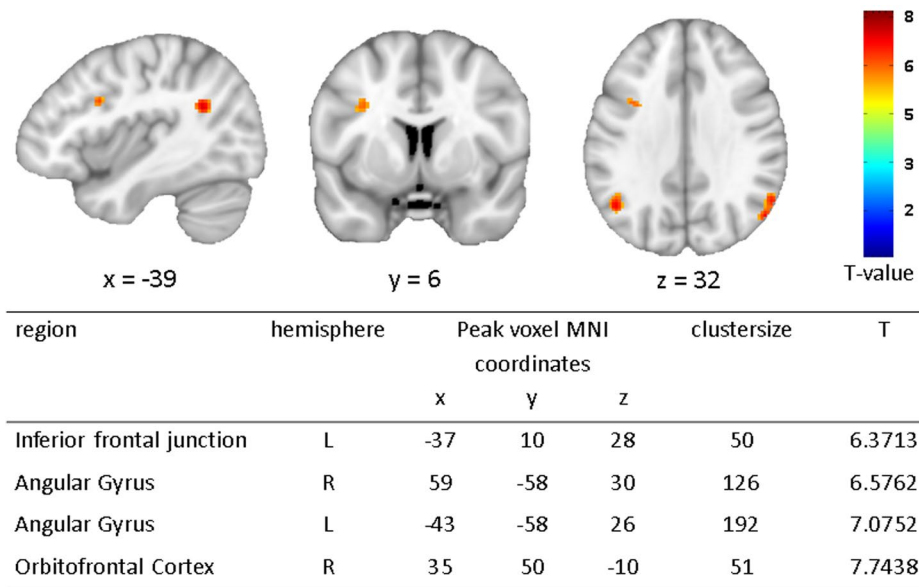 8
6
5
3
2
T-value
x = -39
y = 6
z = 32
region hemisphere Peak voxel MNI coordinates clustersize T
x y z
Inferior frontal junction L -37 10 28 50 6.3713
Angular Gyrus R 59 -58 30 126 6.5762
Angular Gyrus L -43 -58 26 192 7.0752
Orbitofrontal Cortex R 35 50 -10 51 7.7438